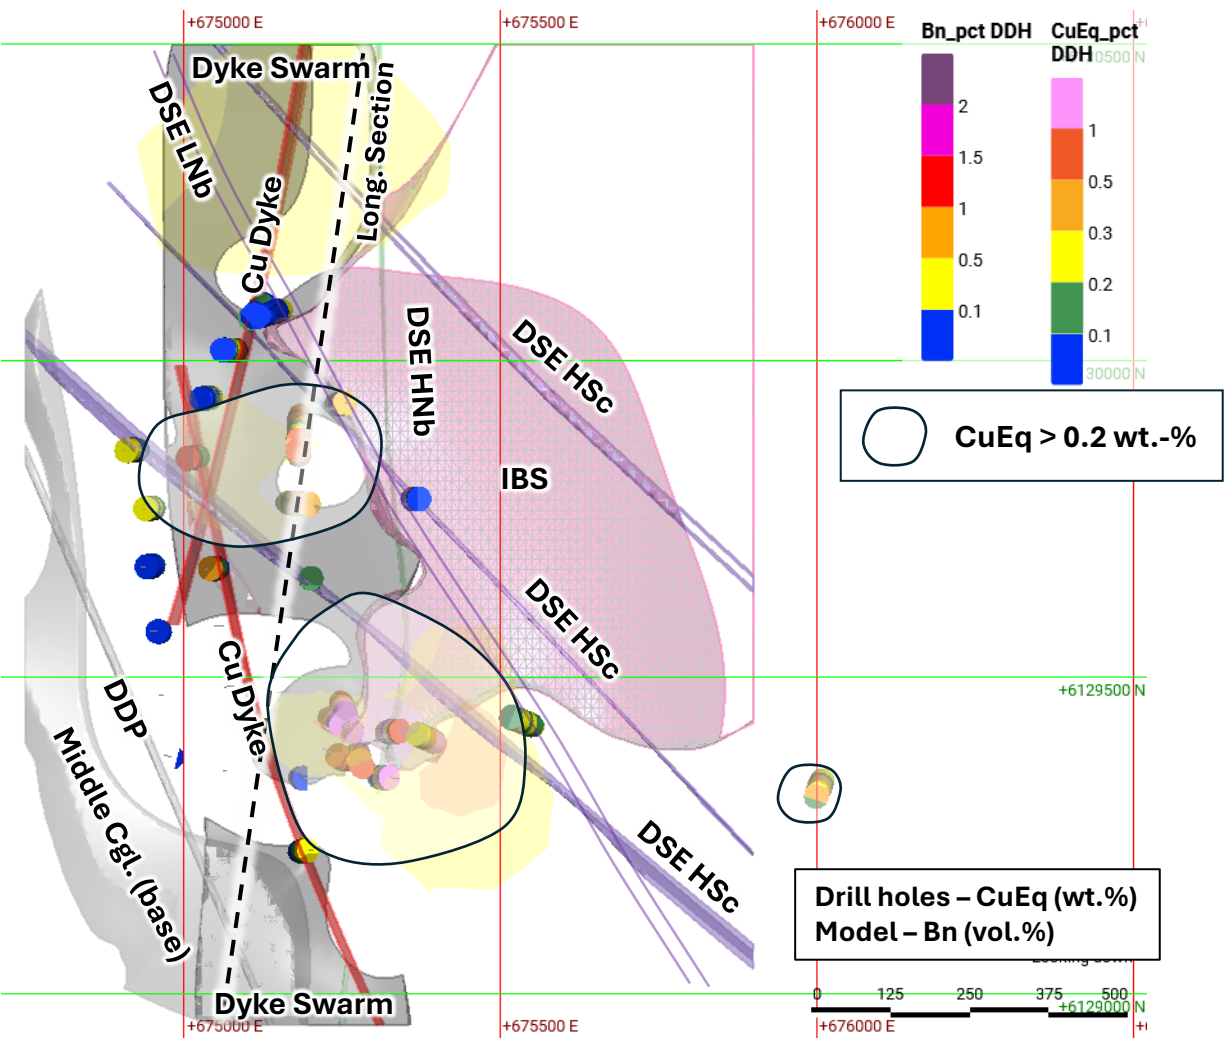 +675000 E
+675500 E
+676000 E
Bn_pct DDH
CuEq_pct
DDH
0500 N
2
1.5
1
0.5
0.1
1
0.5
0.3
0.2
0.1
30000 N
Dyke Swarm
DSE LNb
Long. Section
Cu Dyke
DSE HNb
DSE HSc
IBS
CuEq > 0.2 wt.-%
DSE HSc
+6129500 N
Cu Dyke
DDP
Middle Cgl. (base)
DSE HSc
Drill holes – CuEq (wt.%)
Model – Bn (vol.%)
Dyke Swarm
0 125 250 375 500
+6129000 N
+675000 E
+675500 E
+676000 E